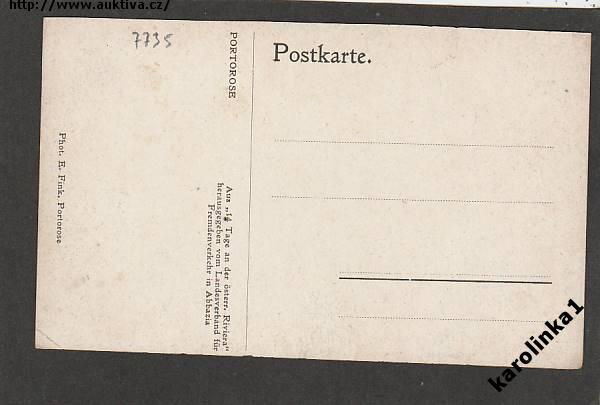 http://www.auktiva.cz/
7735
Postkarte.
PORTOROSE
Aus „14 Tage an der österr. Riviera“
herausgegeben vom Landesverband für
Fremdenverkehr in Abbazia
Phot. E. Fink, Portorose
karolinka1